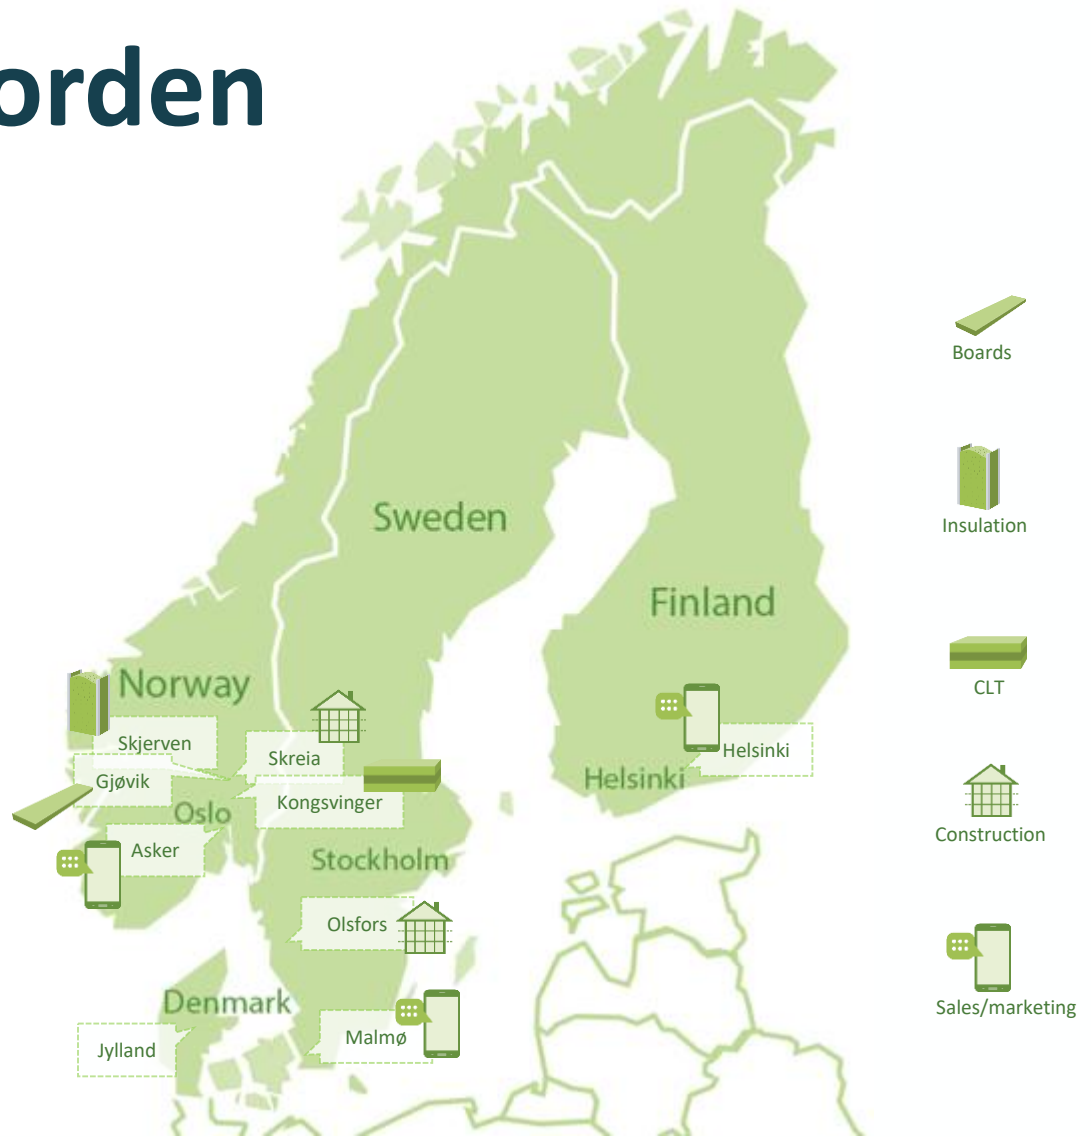 orden
Boards
Insulation
Sweden
Finland
CLT
Norway
Skjerven
Skreia
Helsinki
Gjøvik
Helsinki
Kongsvinger
Oslo
Construction
Asker
Stockholm
Olsfors
Denmark
Sales/marketing
Malmø
Jylland